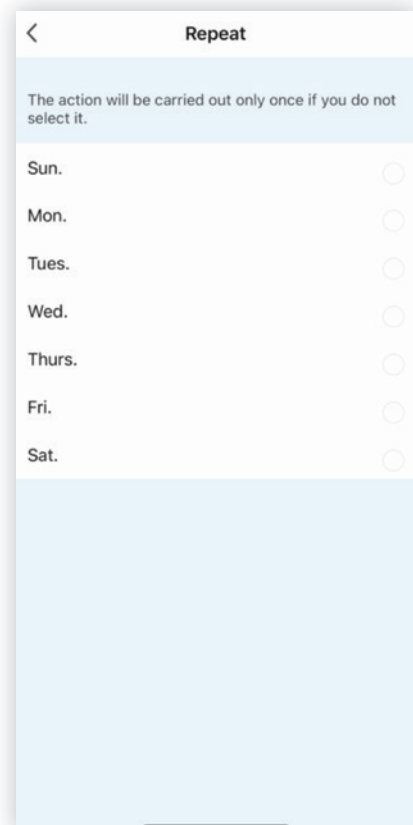 Repeat
The action will be carried out only once if you do not
select it.
Sun.
Mon.
Tues.
Wed.
Thurs.
Fri.
Sat.